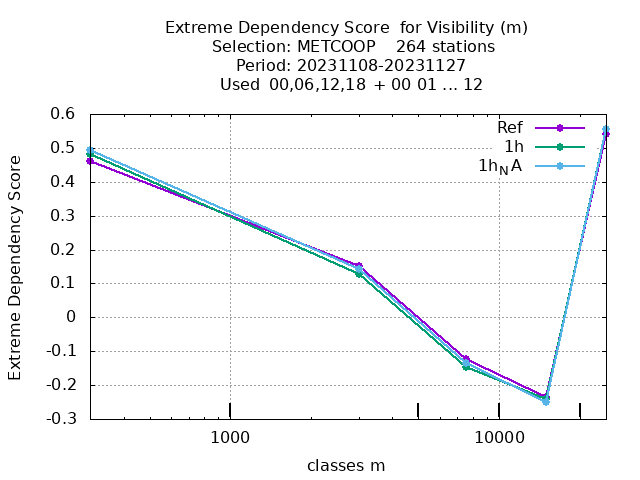 Extreme Dependency Score  for Visibility (m)
Selection: METCOOP    264 stations
Period: 20231108-20231127
Used  00,06,12,18  + 00 01 ... 12
0.6
0.5
0.4
0.3
0.2
0.1
0
-0.1
-0.2
-0.3
Extreme Dependency Score
Ref
1h
1hNA
1000
10000
classes m